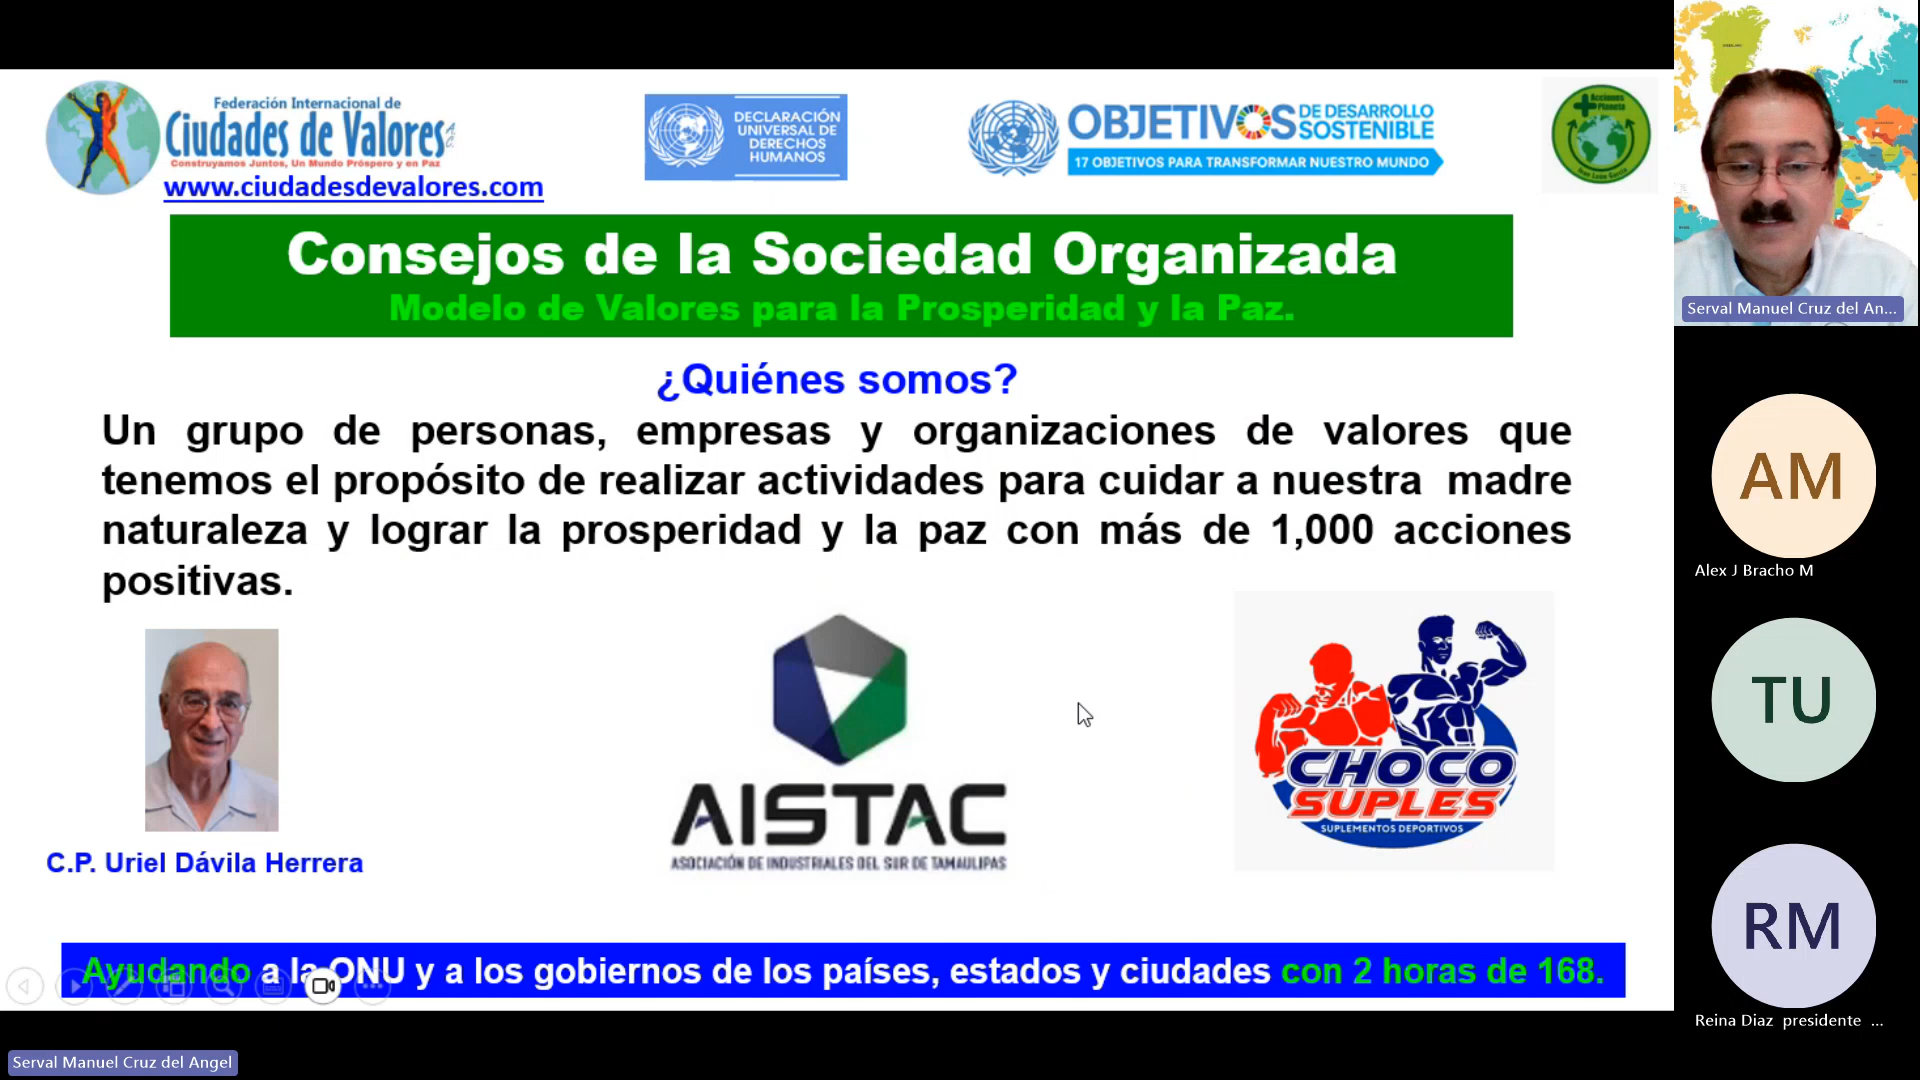 Federación Internacional de
Ciudades de Valores
Construyamos Juntos, Un Mundo Próspero y en Paz
www.ciudadesdevalores.com
DECLARACIÓN
UNIVERSAL DE
DERECHOS
HUMANOS
OBJETIVOS DE DESARROLLO
SOSTENIBLE
17 OBJETIVOS PARA TRANSFORMAR NUESTRO MUNDO
Acciones
Planeta
Consejos de la Sociedad Organizada
Modelo de Valores para la Prosperidad y la Paz.
¿Quiénes somos?
Un grupo de personas, empresas y organizaciones de valores que
tenemos el propósito de realizar actividades para cuidar a nuestra madre
naturaleza y lograr la prosperidad y la paz con más de 1,000 acciones
positivas.
C.P. Uriel Dávila Herrera
AISTAC
ASOCIACIÓN DE INDUSTRIALES DEL SUR DE TAMAULIPAS
CHOCO
SUPLES
SUPLEMENTOS DEPORTIVOS
Ayudando a la ONU y a los gobiernos de los países, estados y ciudades con 2 horas de 168.
Serval Manuel Cruz del Angel
Serval Manuel Cruz del An...
AM
Alex J Bracho M
TU
RM
Reina Diaz presidente ...